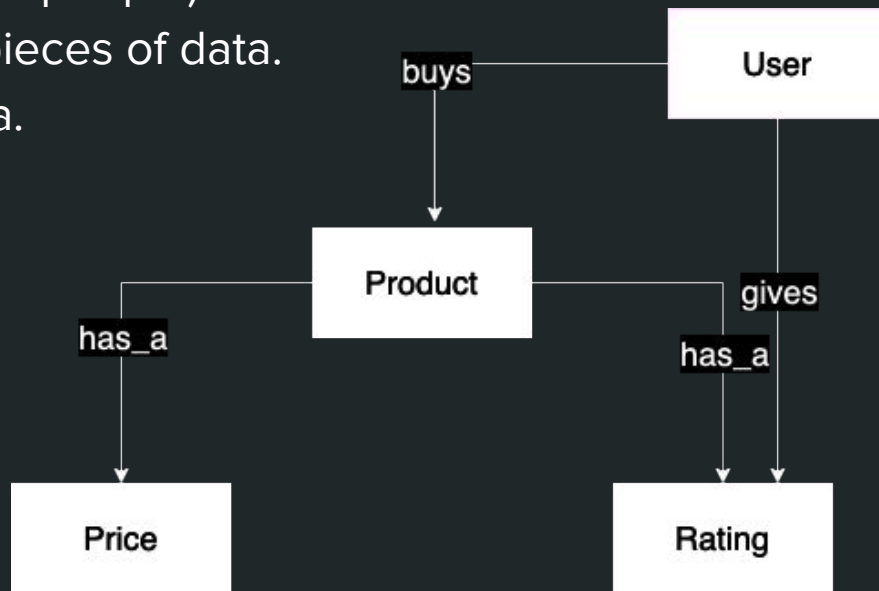 pieces of data.
buys
User
Product
gives
has_a
has_a
Price
Rating